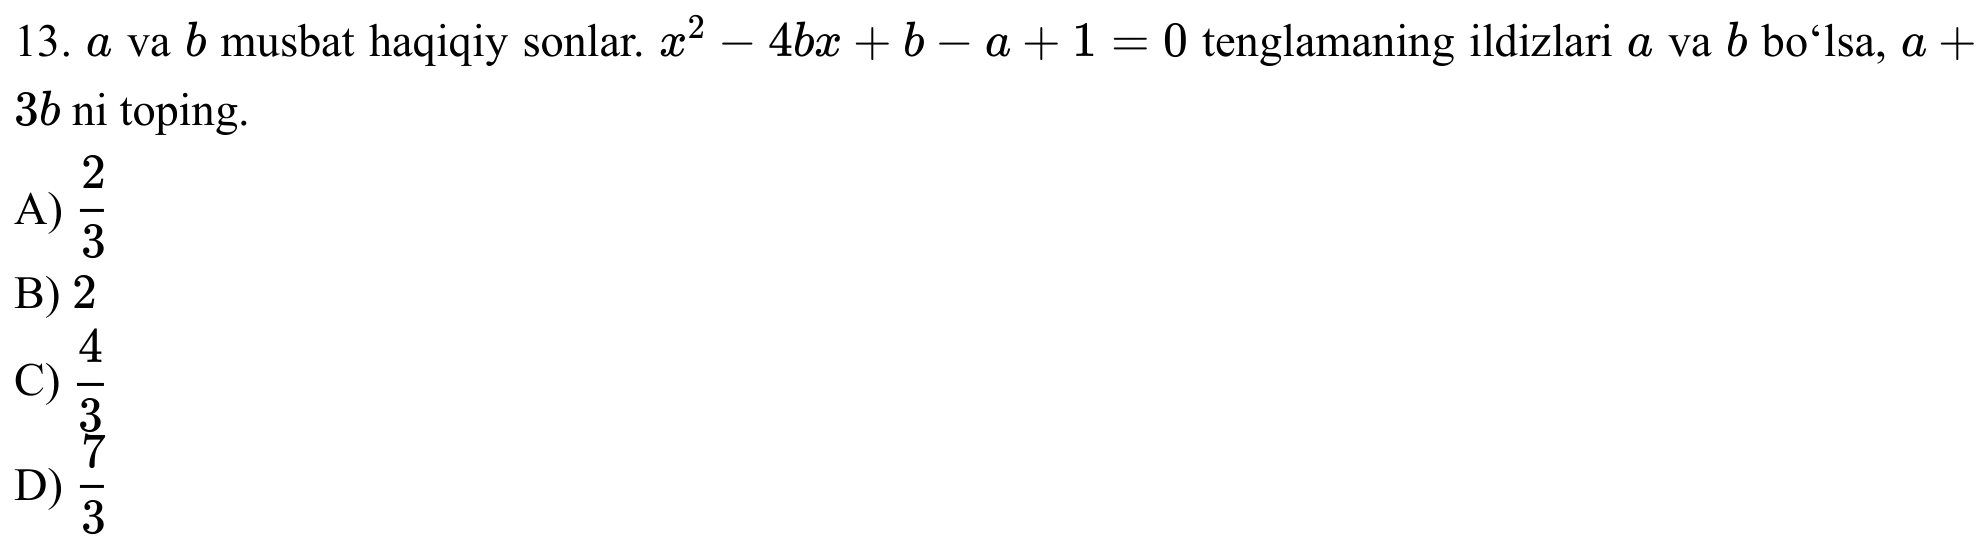 13. a va b musbat haqiqiy sonlar. x² − 4bx + b − a + 1 = 0 tenglamaning ildizlari a va b bo‘lsa, a +
3b ni toping.
A) 2/3
B) 2
C) 4/3
D) 7/3